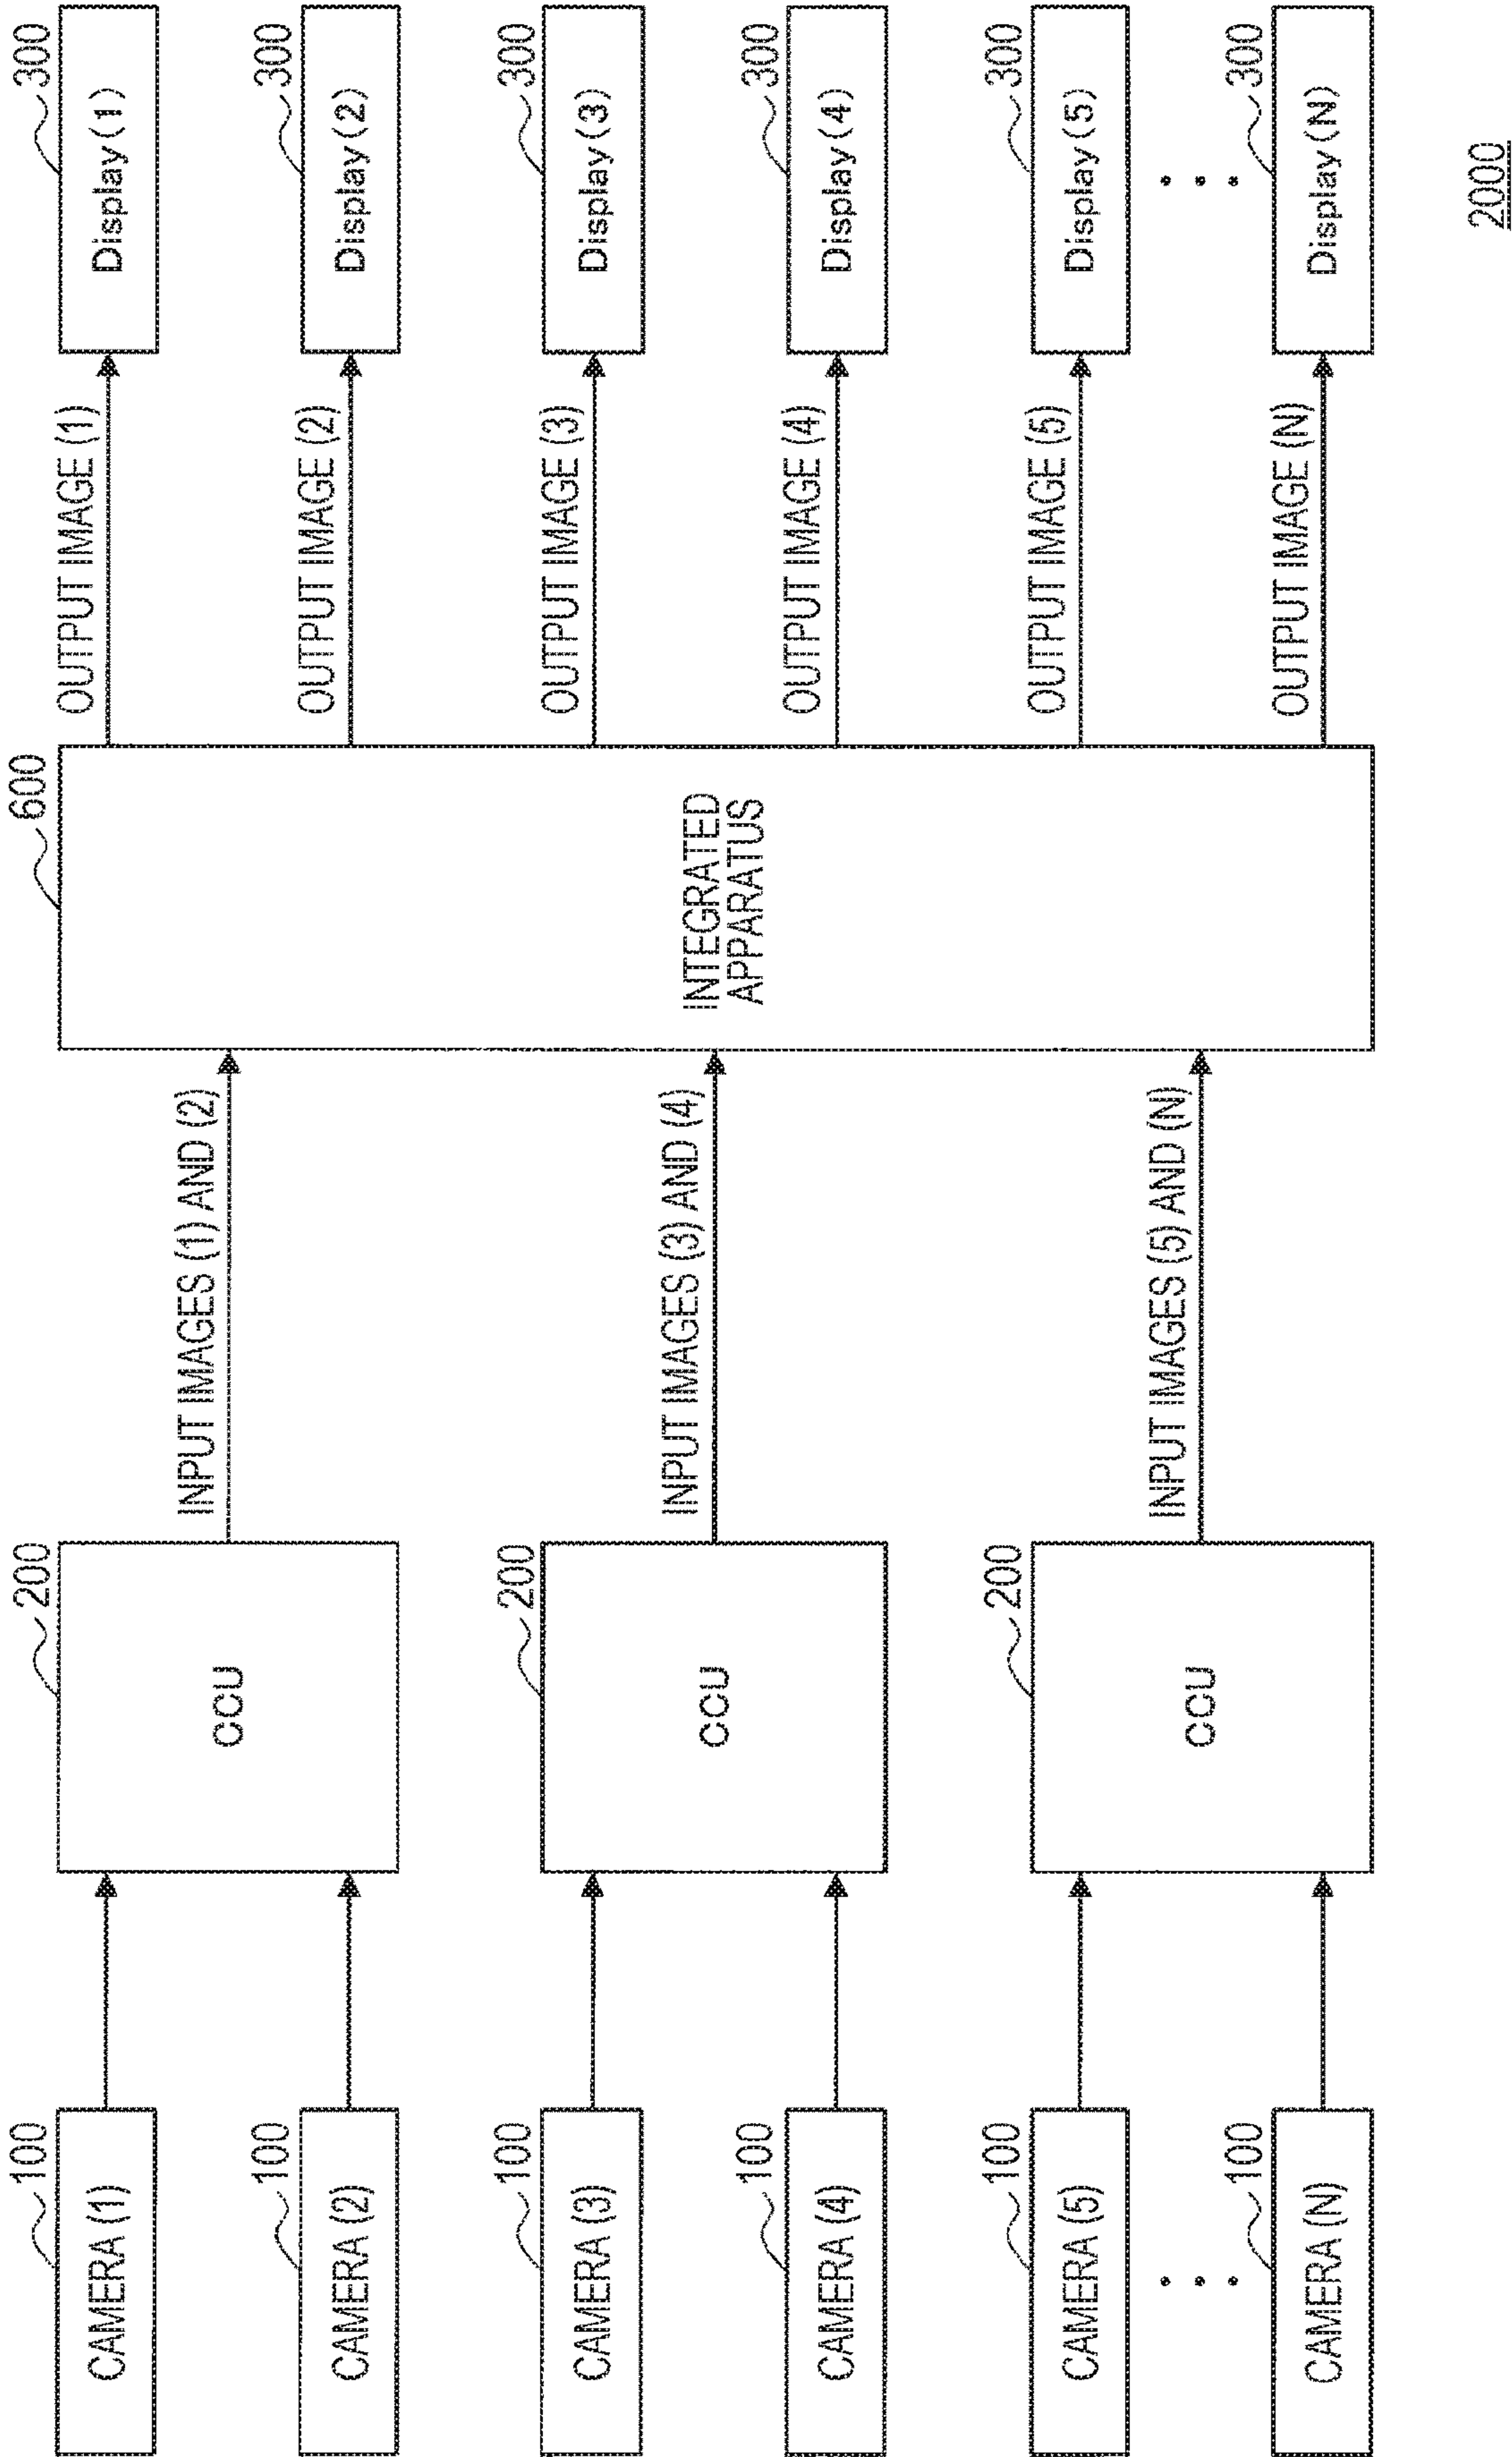 100
CAMERA (1)
100
CAMERA (2)
100
CAMERA (3)
100
CAMERA (4)
100
CAMERA (5)
100
CAMERA (N)
200
CCU
200
CCU
200
CCU
INPUT IMAGES (1) AND (2)
INPUT IMAGES (3) AND (4)
INPUT IMAGES (5) AND (N)
600
INTEGRATED
APPARATUS
OUTPUT IMAGE (1)
OUTPUT IMAGE (2)
OUTPUT IMAGE (3)
OUTPUT IMAGE (4)
OUTPUT IMAGE (5)
OUTPUT IMAGE (N)
300
Display(1)
300
Display(2)
300
Display(3)
300
Display(4)
300
Display(5)
300
Display(N)
2000